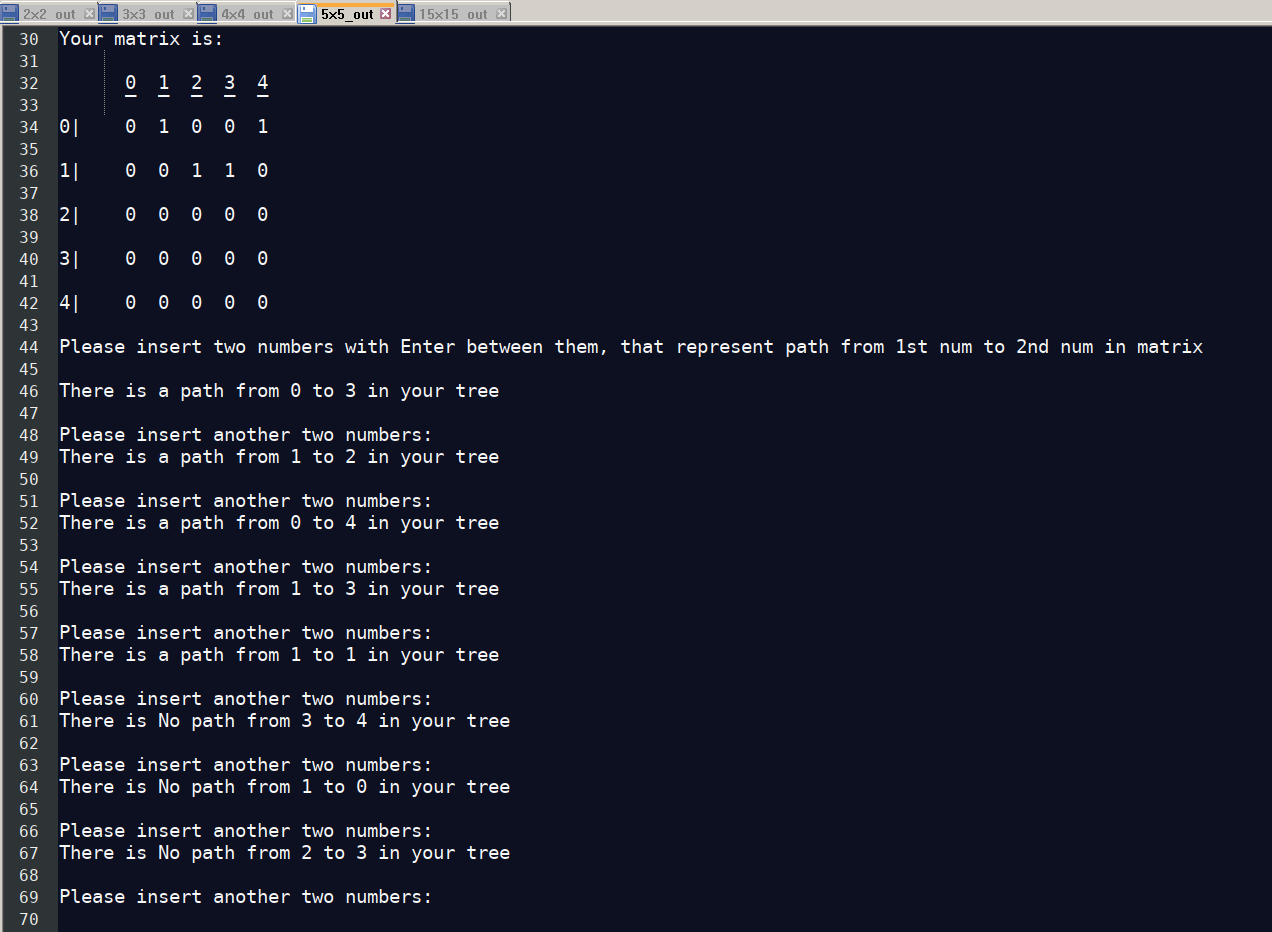 2x2_out 3x3_out 4x4_out 5x5_out 15x15_out
30 Your matrix is:
31
32 0 1 2 3 4
33
34 0| 0 1 0 0 1
35
36 1| 0 0 1 1 0
37
38 2| 0 0 0 0 0
39
40 3| 0 0 0 0 0
41
42 4| 0 0 0 0 0
43
44 Please insert two numbers with Enter between them, that represent path from 1st num to 2nd num in matrix
45
46 There is a path from 0 to 3 in your tree
47
48 Please insert another two numbers:
49 There is a path from 1 to 2 in your tree
50
51 Please insert another two numbers:
52 There is a path from 0 to 4 in your tree
53
54 Please insert another two numbers:
55 There is a path from 1 to 3 in your tree
56
57 Please insert another two numbers:
58 There is a path from 1 to 1 in your tree
59
60 Please insert another two numbers:
61 There is No path from 3 to 4 in your tree
62
63 Please insert another two numbers:
64 There is No path from 1 to 0 in your tree
65
66 Please insert another two numbers:
67 There is No path from 2 to 3 in your tree
68
69 Please insert another two numbers:
70